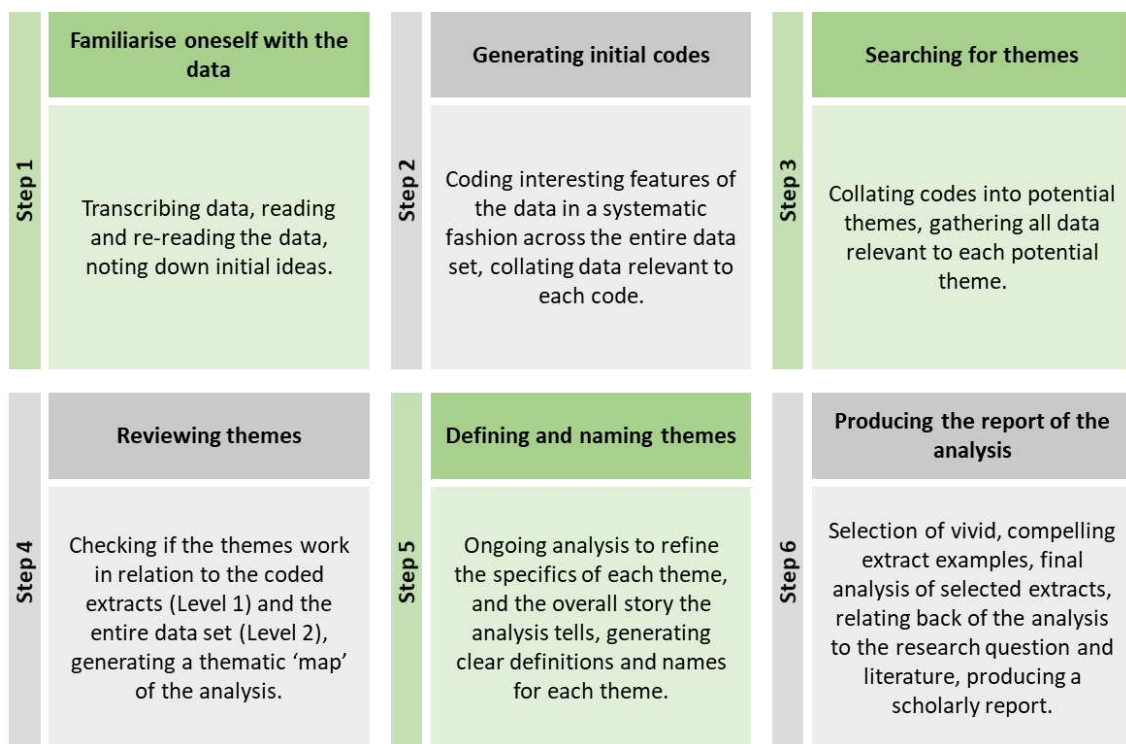 Step 1
Familiarise oneself with the
data
Transcribing data, reading
and re-reading the data,
noting down initial ideas.
Step 2
Generating initial codes
Coding interesting features of
the data in a systematic
fashion across the entire data
set, collating data relevant to
each code.
Step 3
Searching for themes
Collating codes into potential
themes, gathering all data
relevant to each potential
theme.
Step 4
Reviewing themes
Checking if the themes work
in relation to the coded
extracts (Level 1) and the
entire data set (Level 2),
generating a thematic ‘map’
of the analysis.
Step 5
Defining and naming themes
Ongoing analysis to refine
the specifics of each theme,
and the overall story the
analysis tells, generating
clear definitions and names
for each theme.
Step 6
Producing the report of the
analysis
Selection of vivid, compelling
extract examples, final
analysis of selected extracts,
relating back of the analysis
to the research question and
literature, producing a
scholarly report.